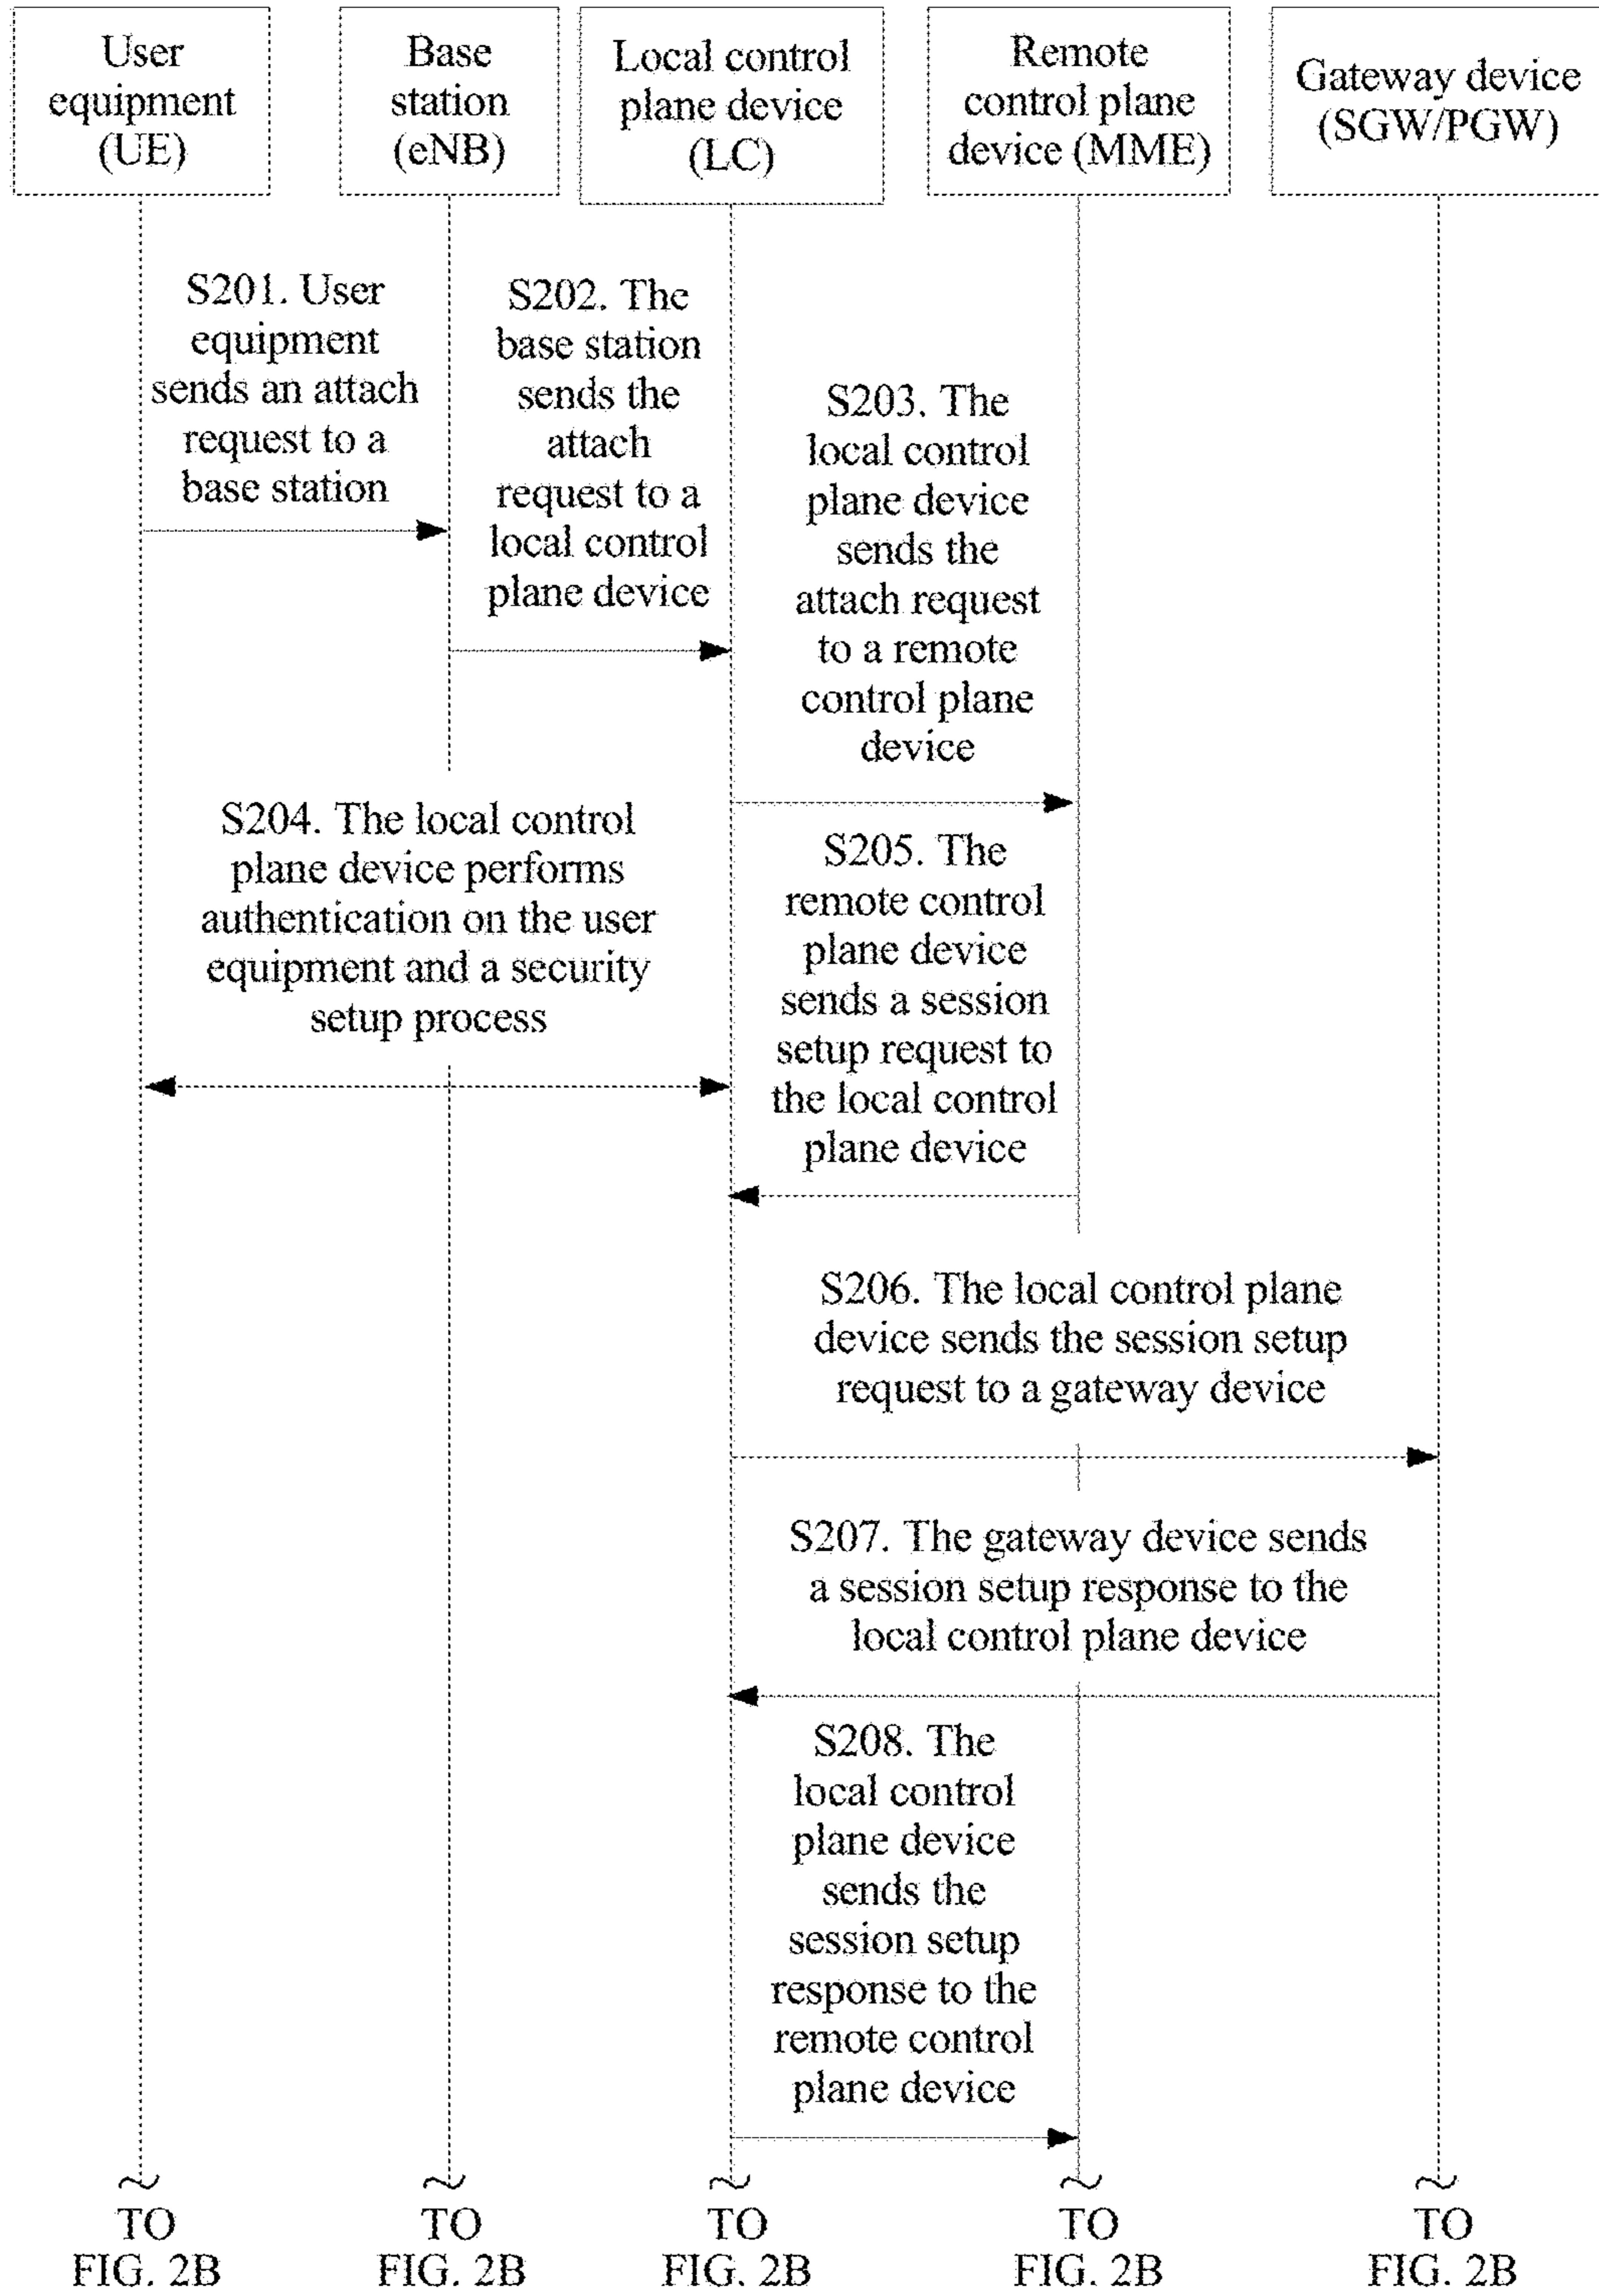 User
equipment
(UE)
Base
station
(eNB)
Local control
plane device
(LC)
Remote
control plane
device (MME)
Gateway device
(SGW/PGW)
S201. User
equipment
sends an attach
request to a
base station
S202. The
base station
sends the
attach
request to a
local control
plane device
S203. The
local control
plane device
sends the
attach request
to a remote
control plane
device
S204. The local control
plane device performs
authentication on the user
equipment and a security
setup process
S205. The
remote control
plane device
sends a session
setup request to
the local control
plane device
S206. The local control plane
device sends the session setup
request to a gateway device
S207. The gateway device sends
a session setup response to the
local control plane device
S208. The
local control
plane device
sends the
session setup
response to the
remote control
plane device
TO
FIG. 2B
TO
FIG. 2B
TO
FIG. 2B
TO
FIG. 2B
TO
FIG. 2B